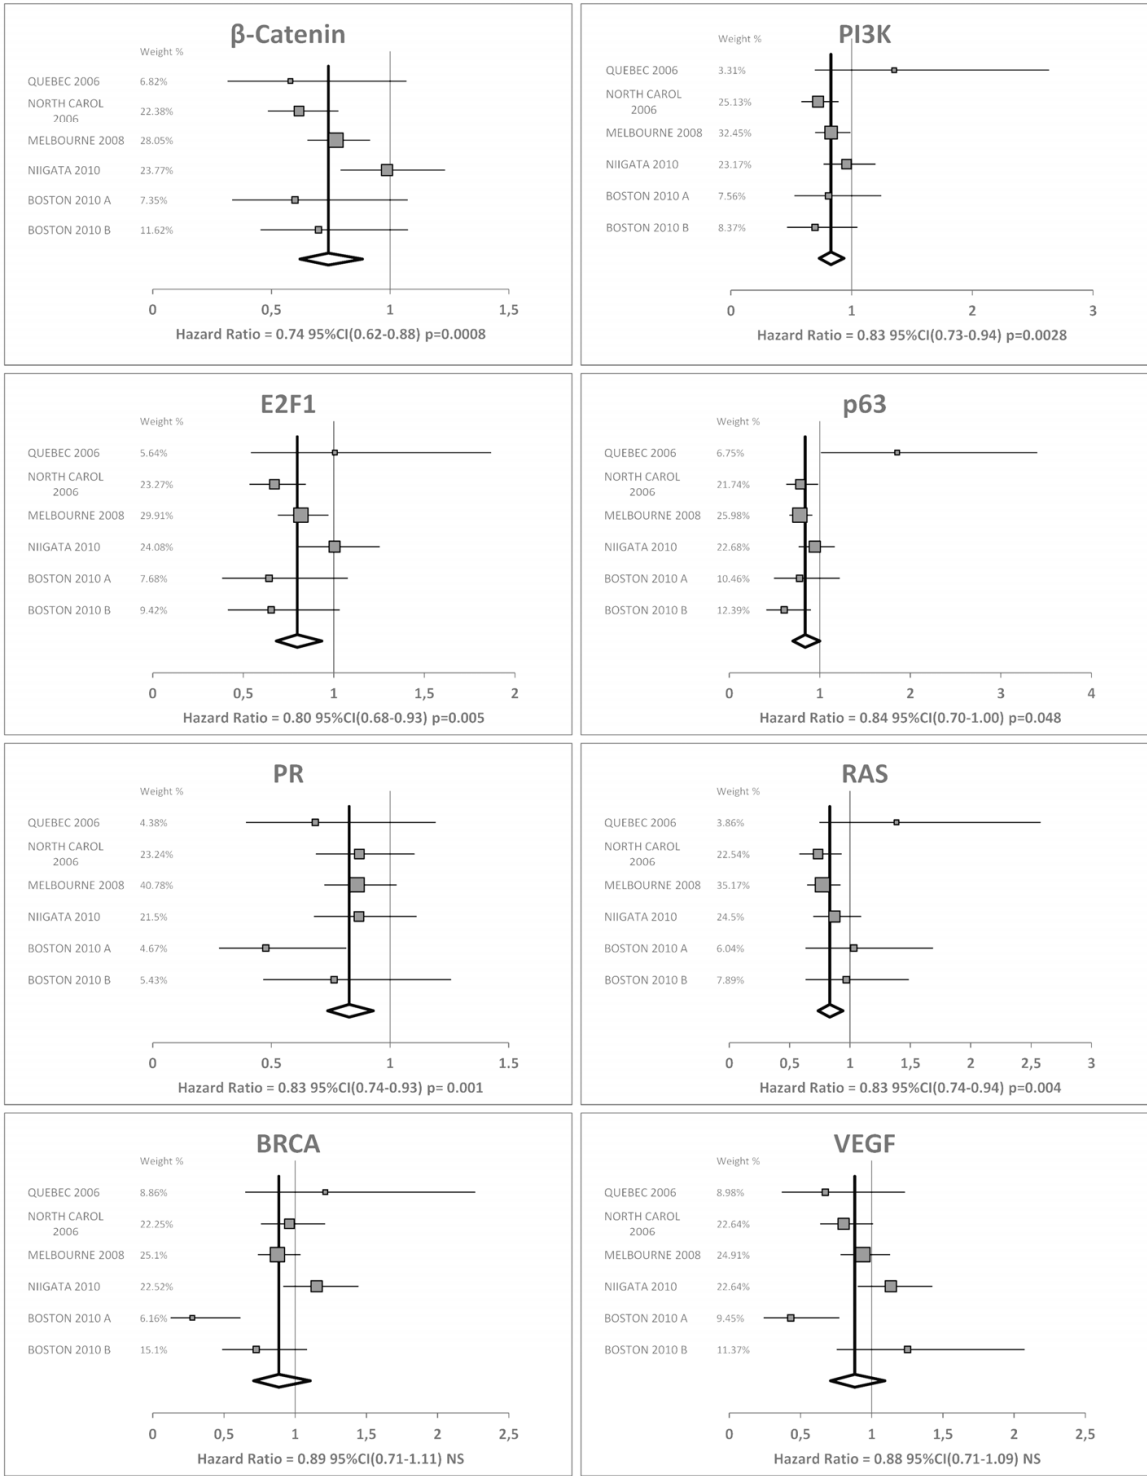 β-Catenin
Weight %
QUEBEC 2006 6.82%
NORTH CAROL 22.38%
2006
MELBOURNE 2008 28.05%
NIIGATA 2010 23.77%
BOSTON 2010 A 7.35%
BOSTON 2010 B 11.62%
0 0,5 1 1,5
Hazard Ratio = 0.74 95%CI(0.62-0.88) p=0.0008
PI3K
Weight %
QUEBEC 2006 3.31%
NORTH CAROL 25.13%
2006
MELBOURNE 2008 32.45%
NIIGATA 2010 23.17%
BOSTON 2010 A 7.56%
BOSTON 2010 B 8.37%
0 1 2 3
Hazard Ratio = 0.83 95%CI(0.73-0.94) p=0.0028
E2F1
Weight %
QUEBEC 2006 5.64%
NORTH CAROL 23.27%
2006
MELBOURNE 2008 29.91%
NIIGATA 2010 24.08%
BOSTON 2010 A 7.68%
BOSTON 2010 B 9.42%
0 0,5 1 1,5 2
Hazard Ratio = 0.80 95%CI(0.68-0.93) p=0.005
p63
Weight %
QUEBEC 2006 6.75%
NORTH CAROL 21.74%
2006
MELBOURNE 2008 25.98%
NIIGATA 2010 22.68%
BOSTON 2010 A 10.46%
BOSTON 2010 B 12.39%
0 1 2 3 4
Hazard Ratio = 0.84 95%CI(0.70-1.00) p=0.048
PR
Weight %
QUEBEC 2006 4.38%
NORTH CAROL 23.24%
2006
MELBOURNE 2008 40.78%
NIIGATA 2010 21.5%
BOSTON 2010 A 4.67%
BOSTON 2010 B 5.43%
0 0.5 1 1.5
Hazard Ratio = 0.83 95%CI(0.74-0.93) p= 0.001
RAS
Weight %
QUEBEC 2006 3.86%
NORTH CAROL 22.54%
2006
MELBOURNE 2008 35.17%
NIIGATA 2010 24.5%
BOSTON 2010 A 6.04%
BOSTON 2010 B 7.89%
0 0,5 1 1,5 2 2,5 3
Hazard Ratio = 0.83 95%CI(0.74-0.94) p=0.004
BRCA
Weight %
QUEBEC 2006 8.86%
NORTH CAROL 22.25%
2006
MELBOURNE 2008 25.1%
NIIGATA 2010 22.52%
BOSTON 2010 A 6.16%
BOSTON 2010 B 15.1%
0 0,5 1 1,5 2 2,5
Hazard Ratio = 0.89 95%CI(0.71-1.11) NS
VEGF
Weight %
QUEBEC 2006 8.98%
NORTH CAROL 22.64%
2006
MELBOURNE 2008 24.91%
NIIGATA 2010 22.64%
BOSTON 2010 A 9.45%
BOSTON 2010 B 11.37%
0 0,5 1 1,5 2 2,5
Hazard Ratio = 0.88 95%CI(0.71-1.09) NS